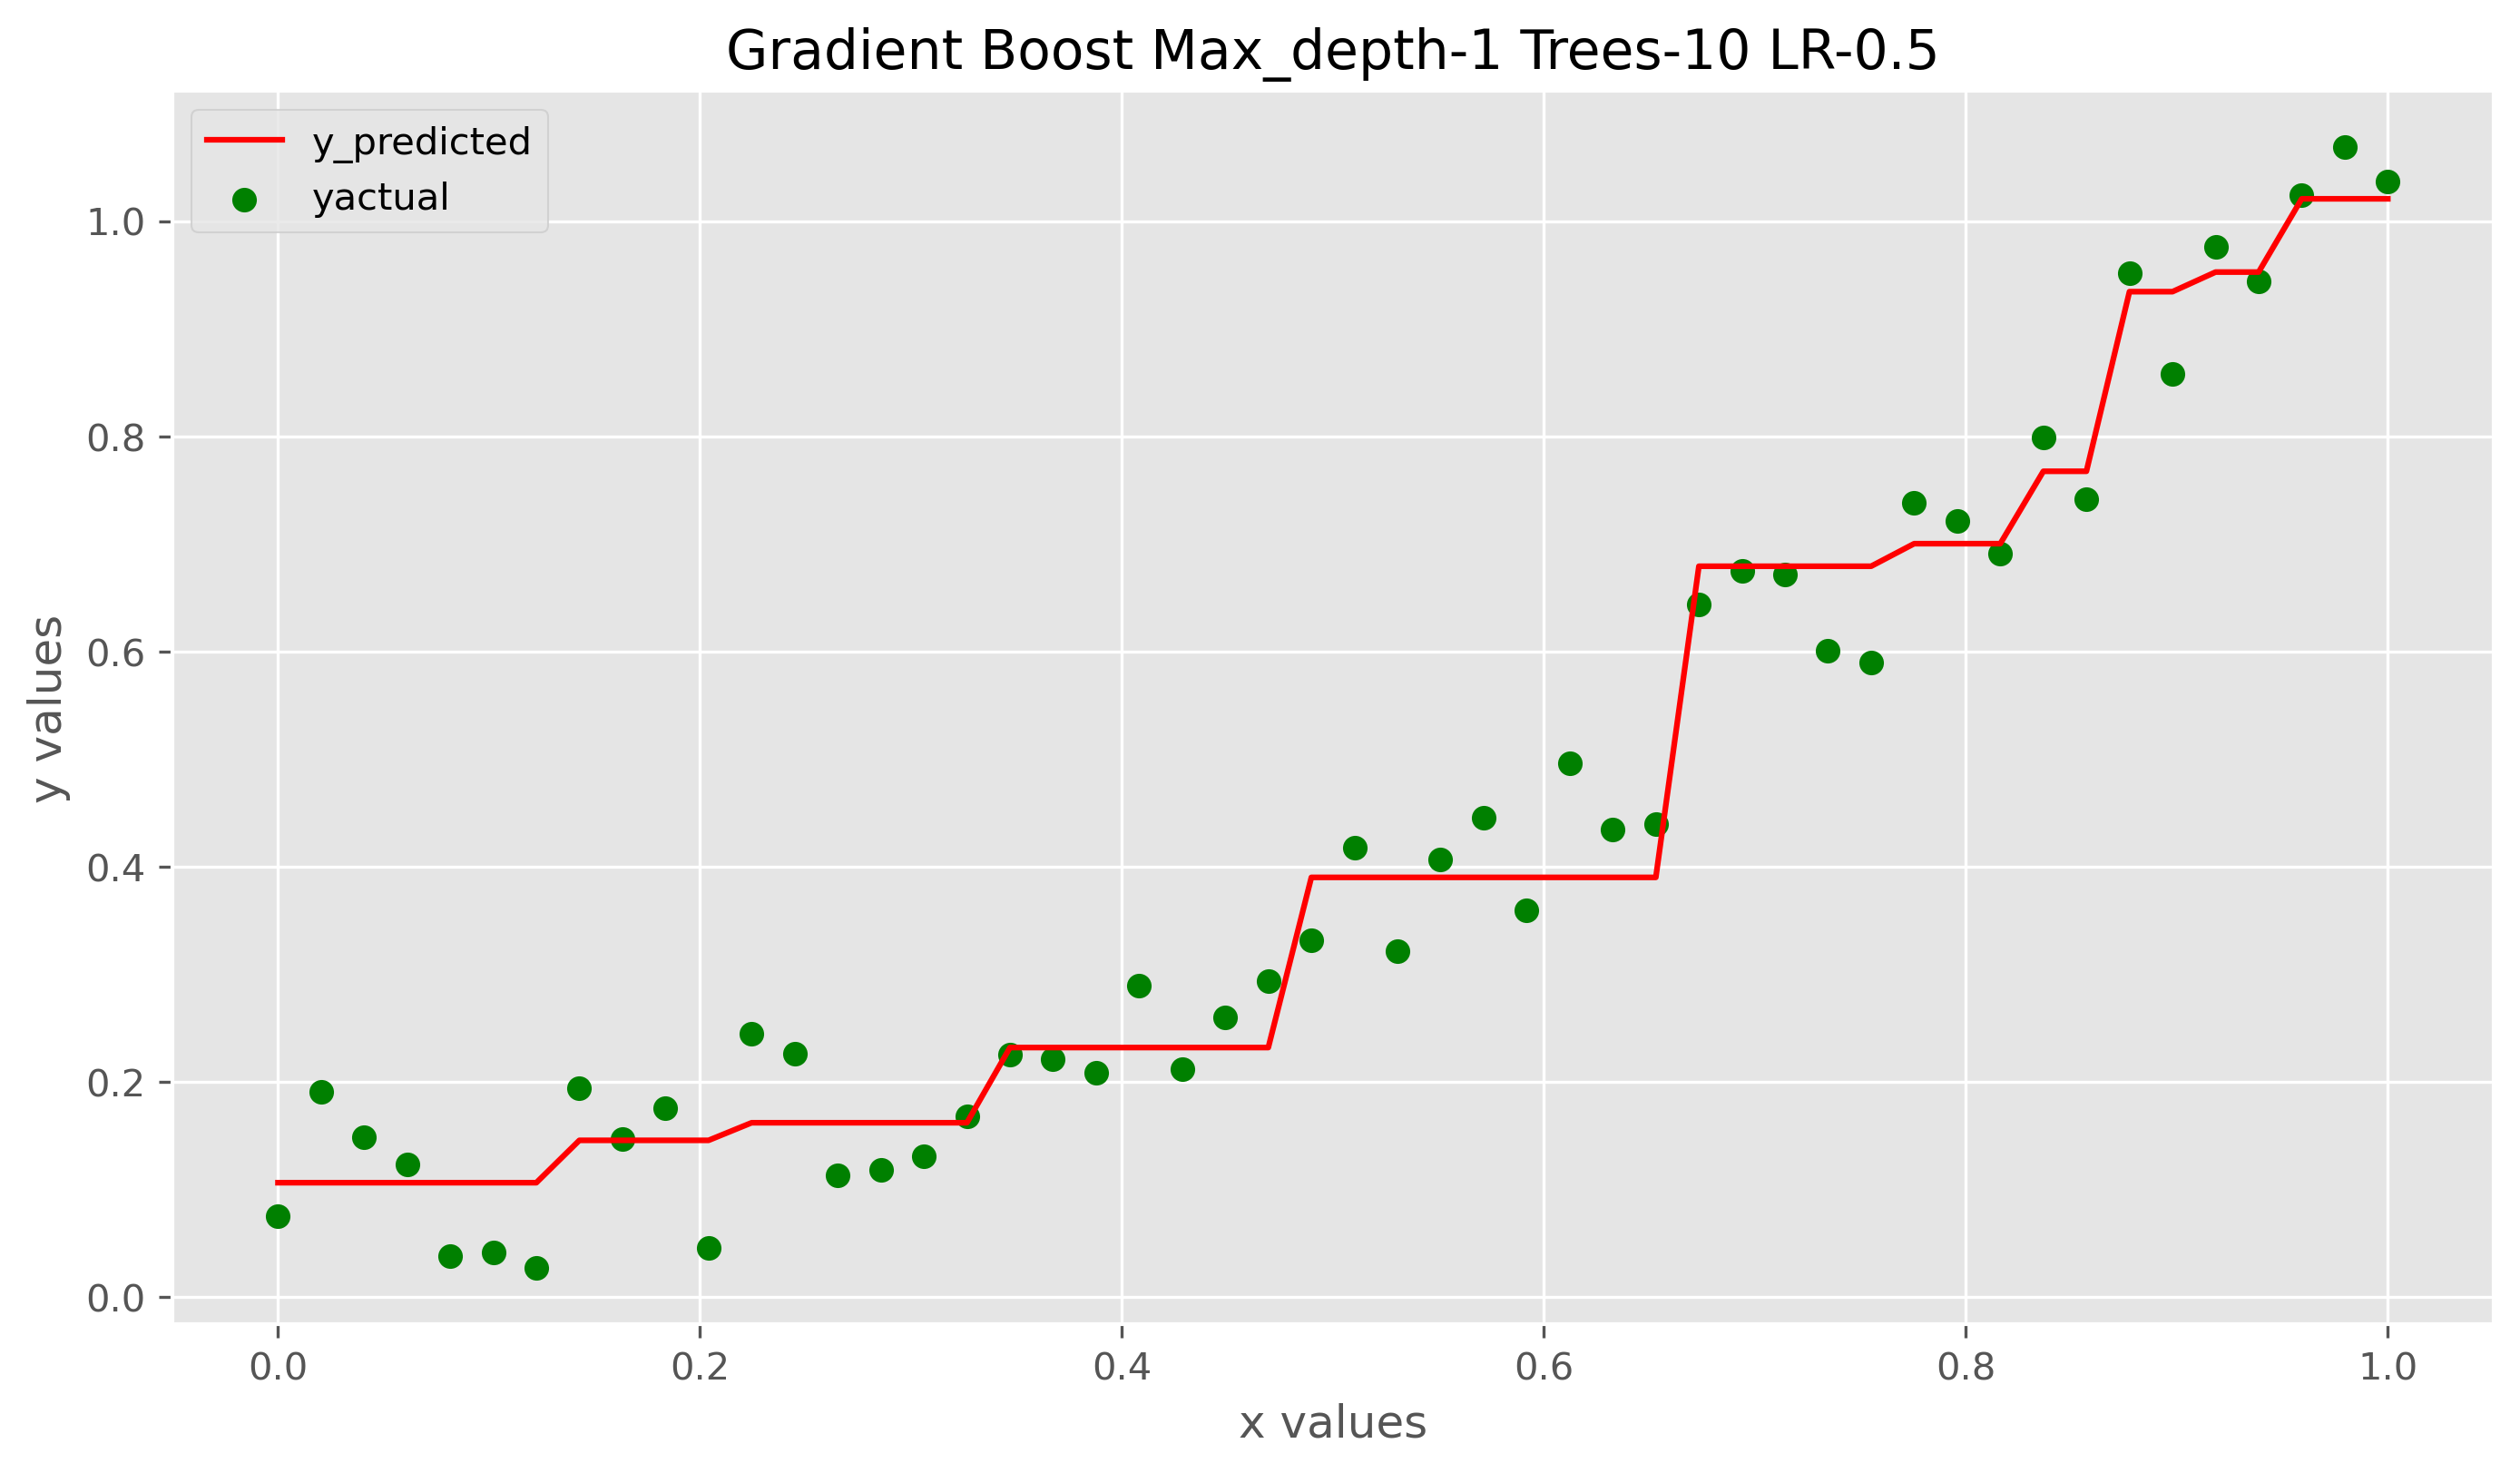 Gradient Boost Max_depth-1 Trees-10 LR-0.5
y_predicted
yactual
1.0
0.8
0.6
0.4
0.2
0.0
y values
0.0 0.2 0.4 0.6 0.8 1.0
x values